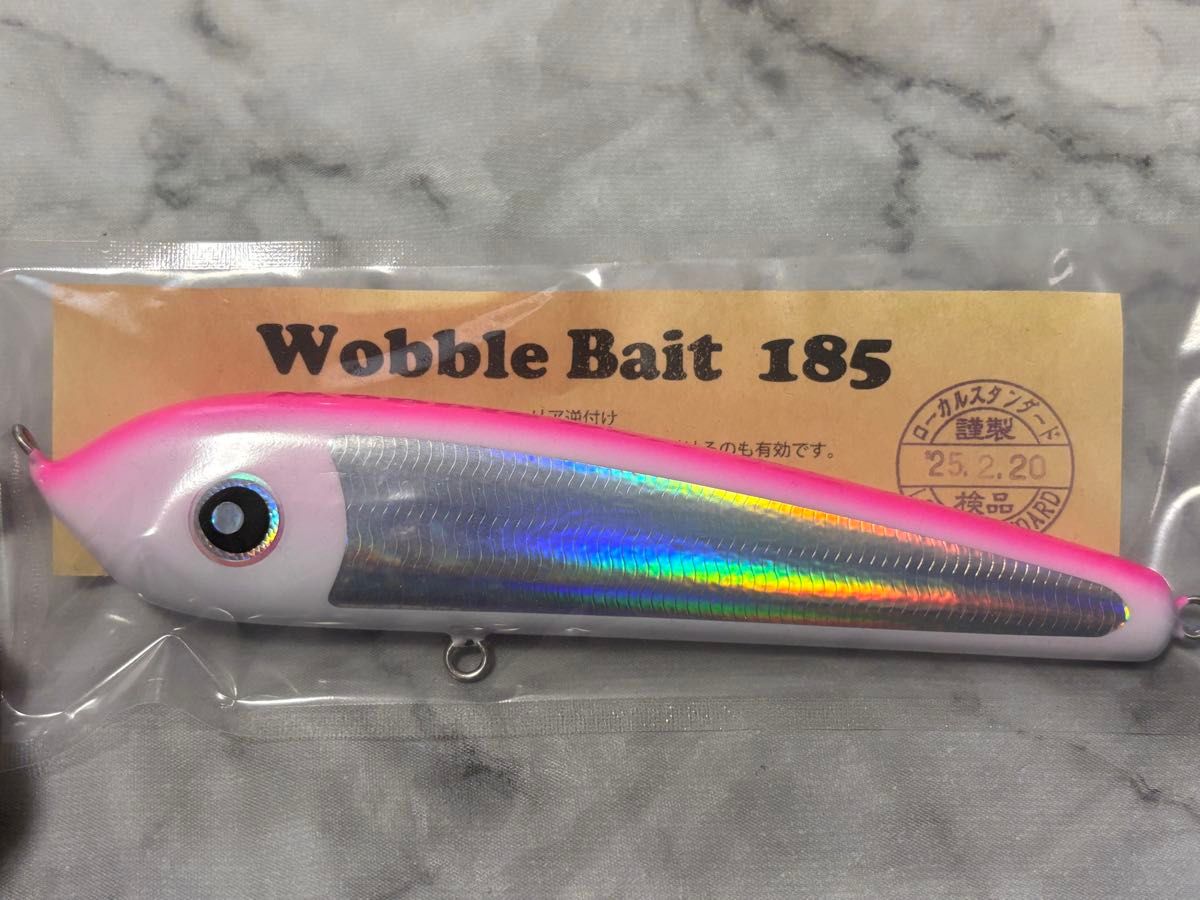 Wobble Bait 185
リア逆付け
るのも有効です。
ローカルスタンダード
謹製
'25.2.20
検品
DARD